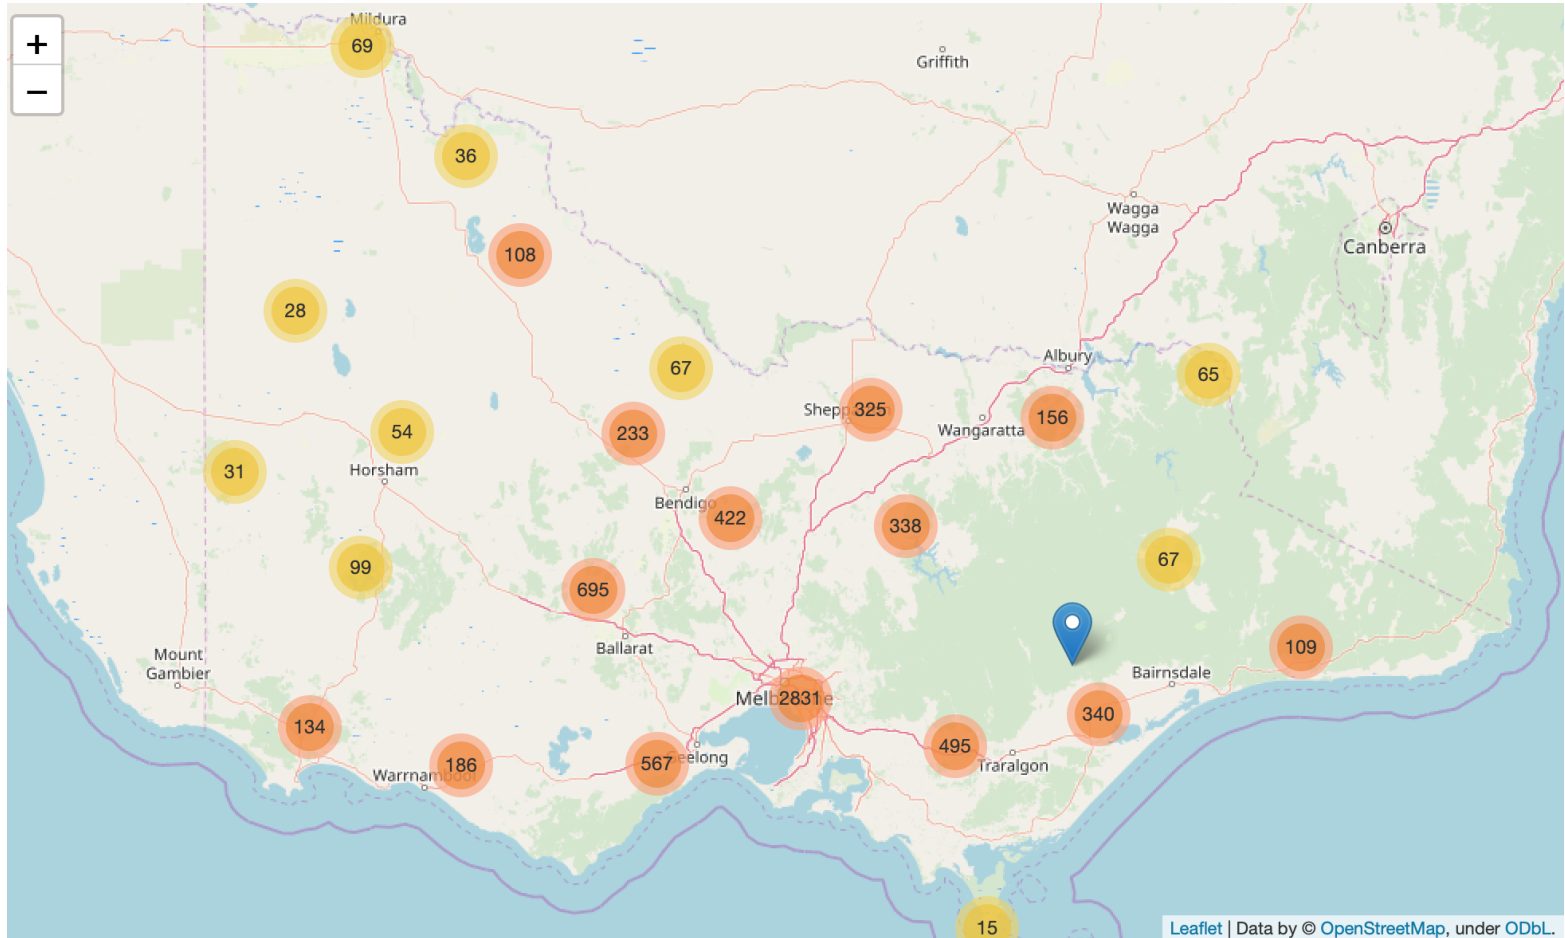 +
−
Mildura
69
Griffith
36
Wagga
Wagga
Canberra
108
28
Albury
67
65
Shepp
325
156
Wangaratta
54
233
31
Horsham
Bendigo
422
338
99
67
695
Ballarat
109
Mount
Gambier
Bairnsdale
Melb
2831
e
340
134
495
Traralgon
186
Warrnambool
567
eelong
15
Leaflet | Data by © OpenStreetMap, under ODbL.